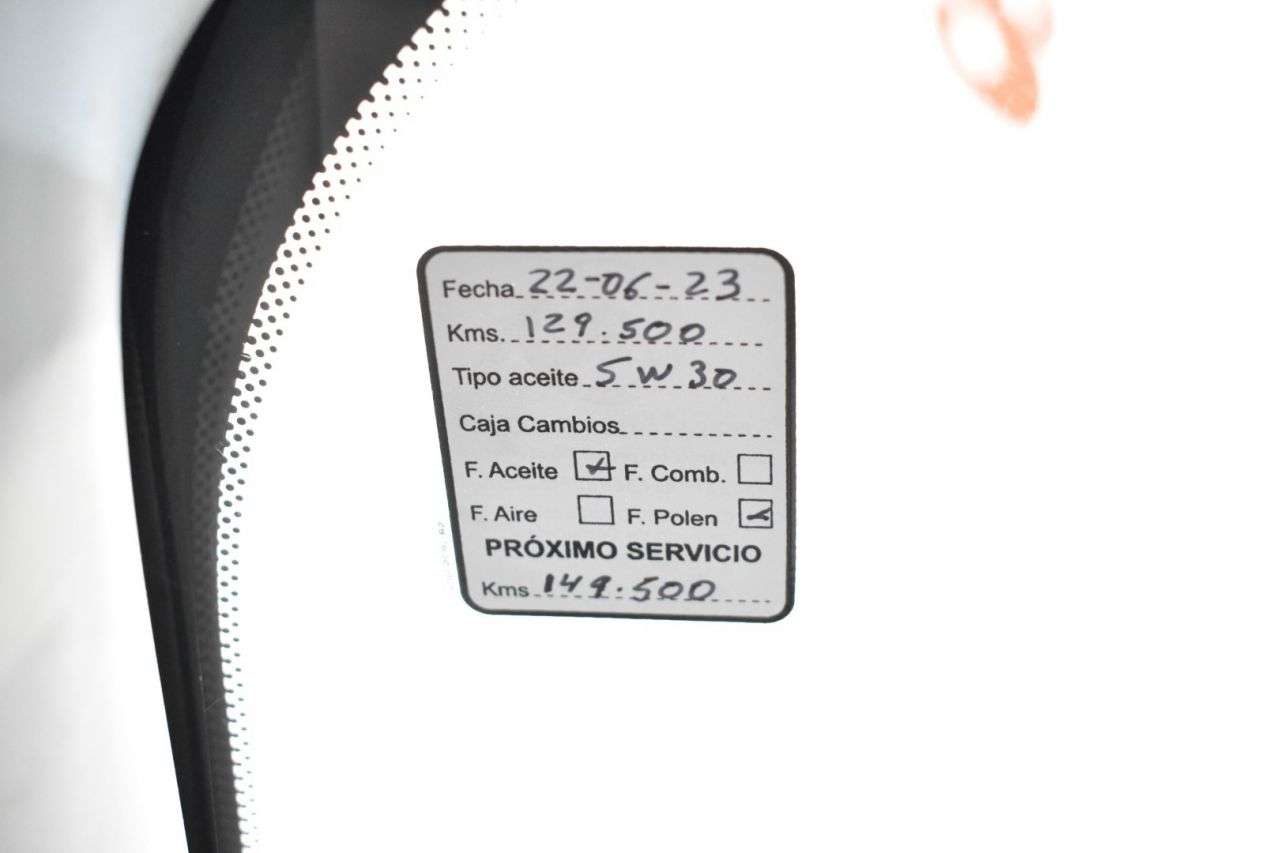 Fecha 22-06-23
Kms. 129.500
Tipo aceite 5W30
Caja Cambios
F. Aceite ☑ F. Comb. ☐
F. Aire ☐ F. Polen ☑
PRÓXIMO SERVICIO
Kms 149.500